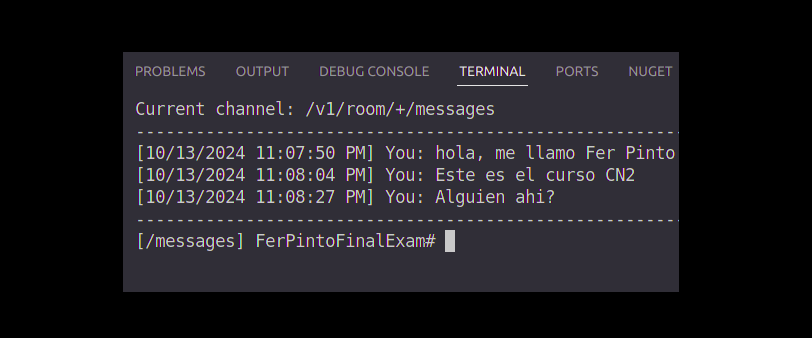 PROBLEMS OUTPUT DEBUG CONSOLE TERMINAL PORTS NUGET
Current channel: /v1/room/+/messages
-------------------------------------------------------
[10/13/2024 11:07:50 PM] You: hola, me llamo Fer Pinto
[10/13/2024 11:08:04 PM] You: Este es el curso CN2
[10/13/2024 11:08:27 PM] You: Alguien ahi?
-------------------------------------------------------
[/messages] FerPintoFinalExam#